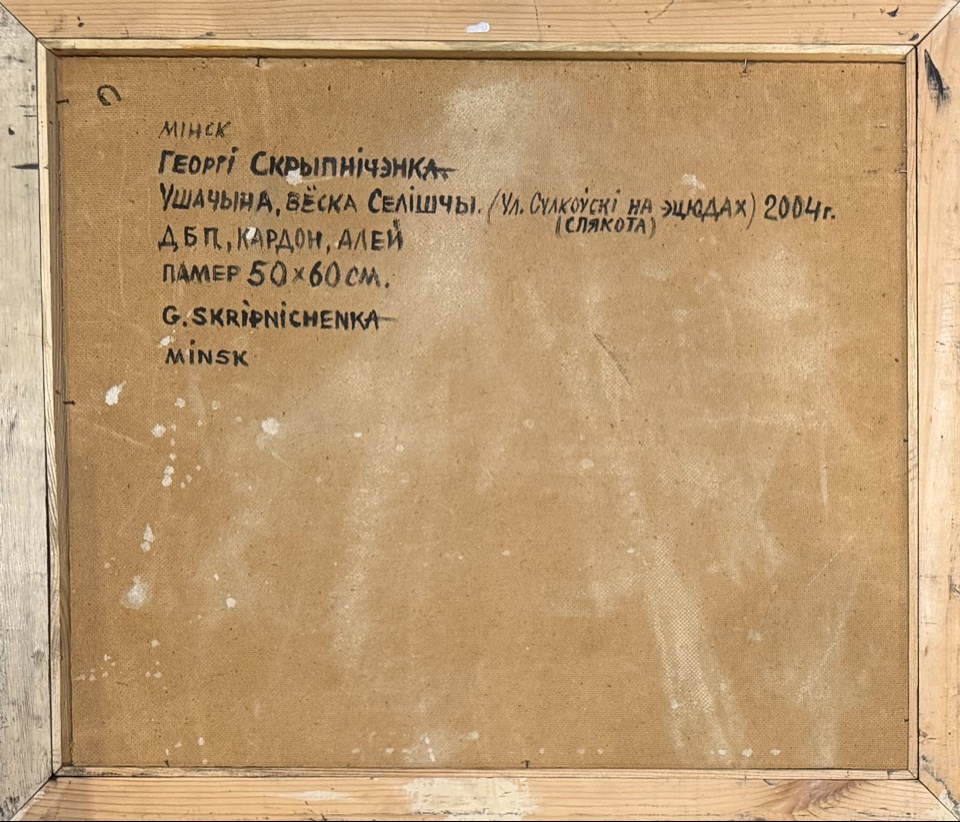 МІНСК
ГЕОРГІ СКРЫПНІЧЭНКА
УШАЧЫНА, ВЁСКА СЕЛІШЧЫ. (УЛ. СУЛКОЎСКІ НА ЭЦЮДАХ) 2004г.
(СЛЯКОТА)
ДБП, КАРДОН, АЛЕЙ
ПАМЕР 50×60 СМ.
G. SKRIPNICHENKA
MINSK